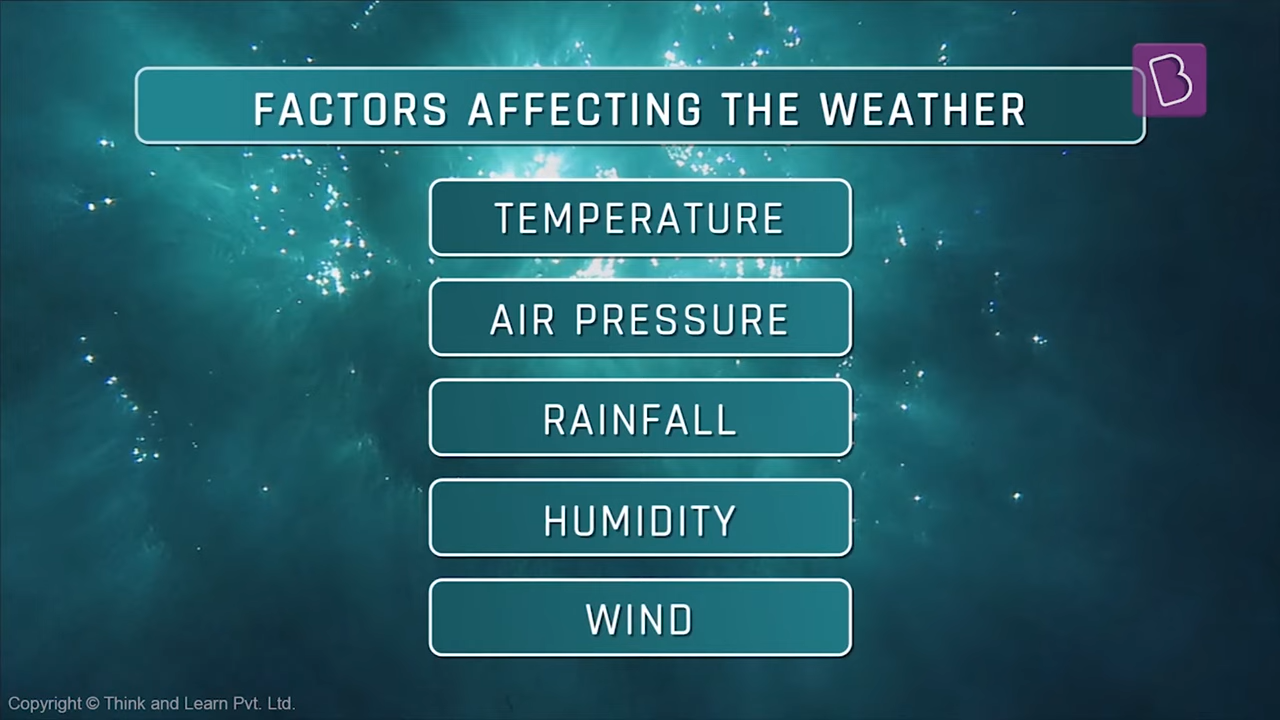 FACTORS AFFECTING THE WEATHER
TEMPERATURE
AIR PRESSURE
RAINFALL
HUMIDITY
WIND
Copyright © Think and Learn Pvt. Ltd.